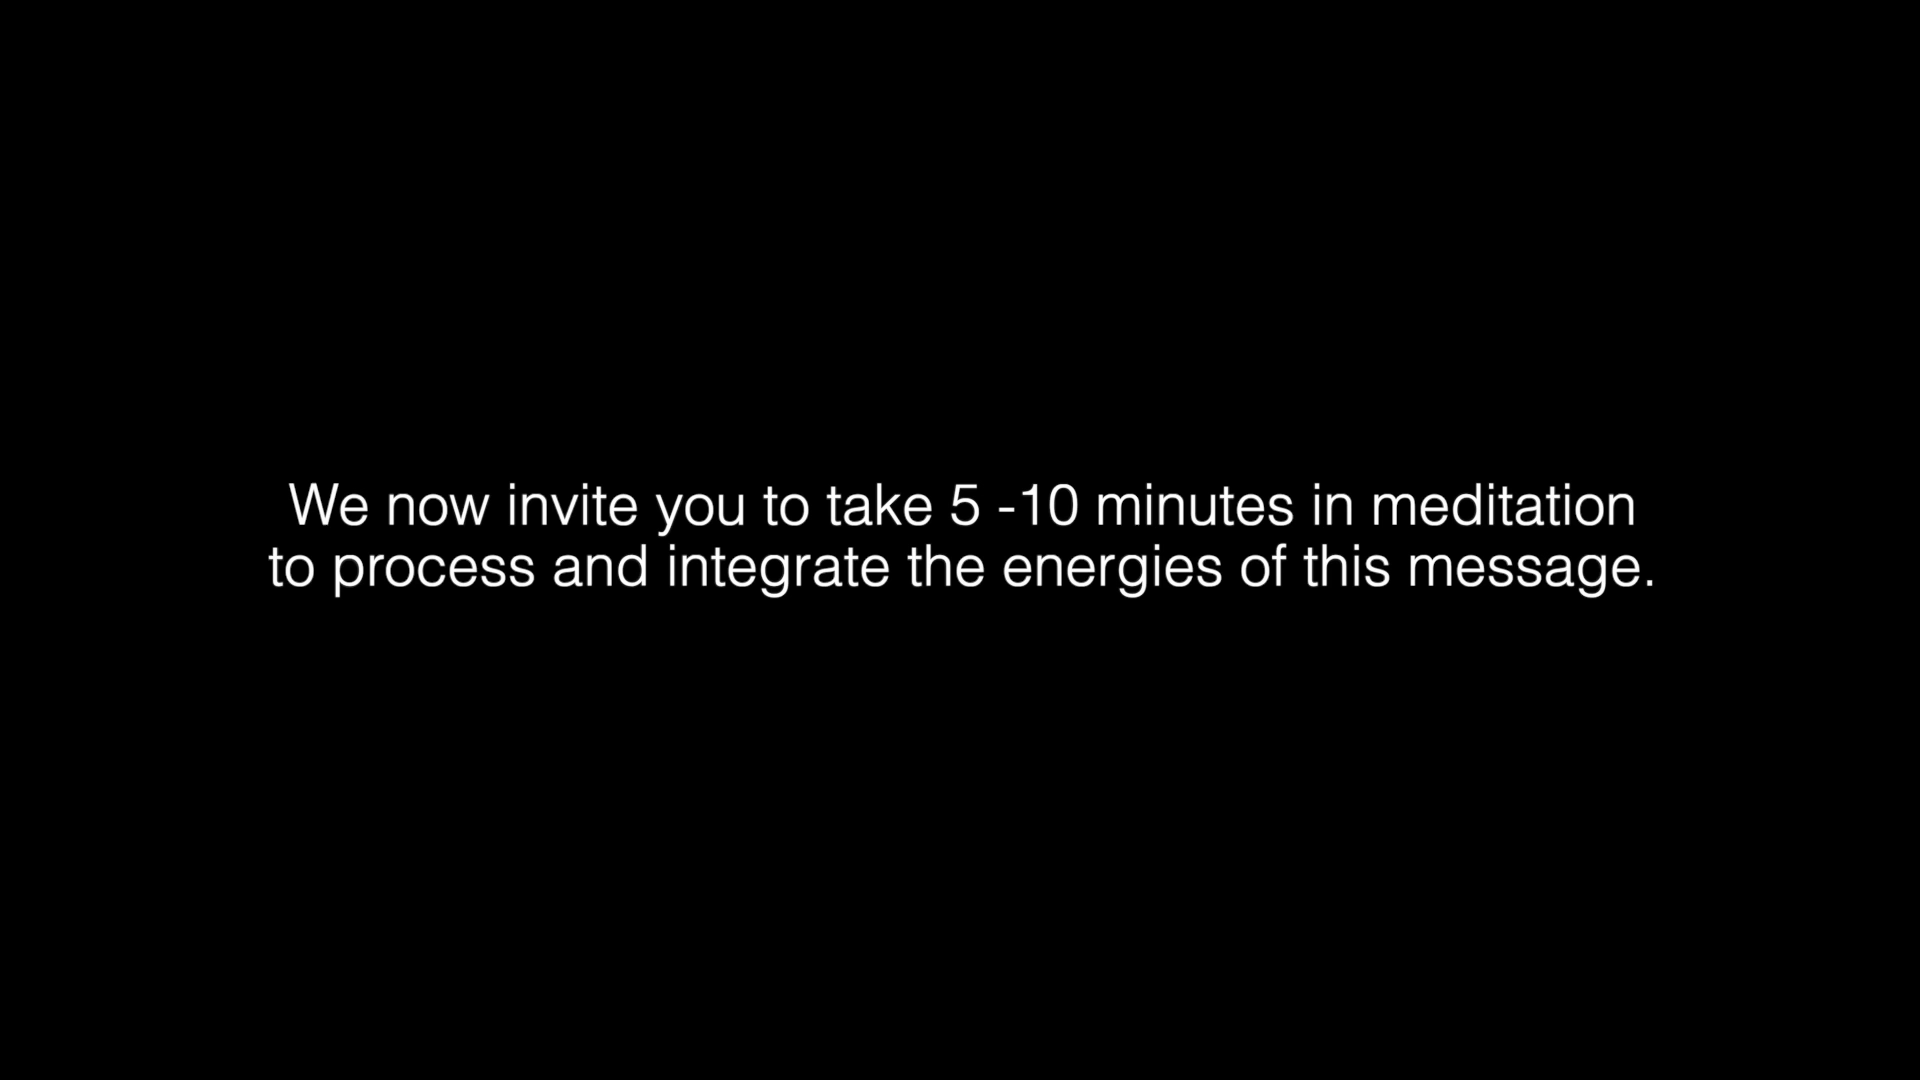 We now invite you to take 5 -10 minutes in meditation
to process and integrate the energies of this message.